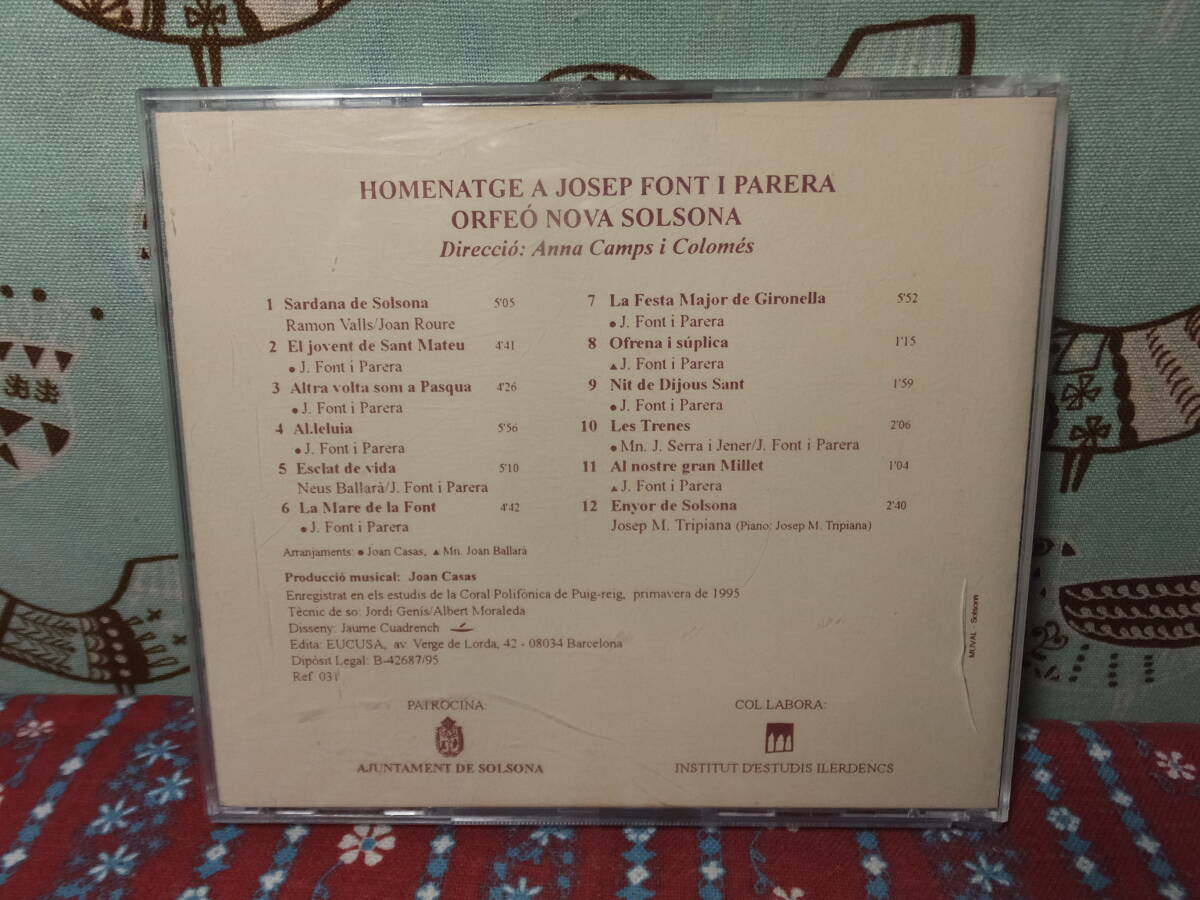 HOMENATGE A JOSEP FONT I PARERA
ORFEÓ NOVA SOLSONA
Direcció: Anna Camps i Colomés
1 Sardana de Solsona 5'05
Ramon Valls/Joan Roure
2 El jovent de Sant Mateu 4'41
● J. Font i Parera
3 Altra volta som a Pasqua 4'26
● J. Font i Parera
4 Al.leluia 5'56
● J. Font i Parera
5 Esclat de vida 5'10
Neus Ballarà/J. Font i Parera
6 La Mare de la Font 4'42
● J. Font i Parera
7 La Festa Major de Gironella 5'52
● J. Font i Parera
8 Ofrena i súplica 1'15
▲ J. Font i Parera
9 Nit de Dijous Sant 1'59
● J. Font i Parera
10 Les Trenes 2'06
● Mn. J. Serra i Jener/J. Font i Parera
11 Al nostre gran Millet 1'04
▲ J. Font i Parera
12 Enyor de Solsona 2'40
Josep M. Tripiana (Piano: Josep M. Tripiana)
Arranjaments: ● Joan Casas, ▲ Mn. Joan Ballarà
Producció musical: Joan Casas
Enregistrat en els estudis de la Coral Polifònica de Puig-reig, primavera de 1995
Tècnic de so: Jordi Genís/Albert Moraleda
Disseny: Jaume Cuadrench
Edita: EUCUSA, av. Verge de Lorda, 42 - 08034 Barcelona
Dipòsit Legal: B-42687/95
Ref 031
PATROCINA:
AJUNTAMENT DE SOLSONA
COL.LABORA:
INSTITUT D'ESTUDIS ILERDENCS
MUVAL - Solsona